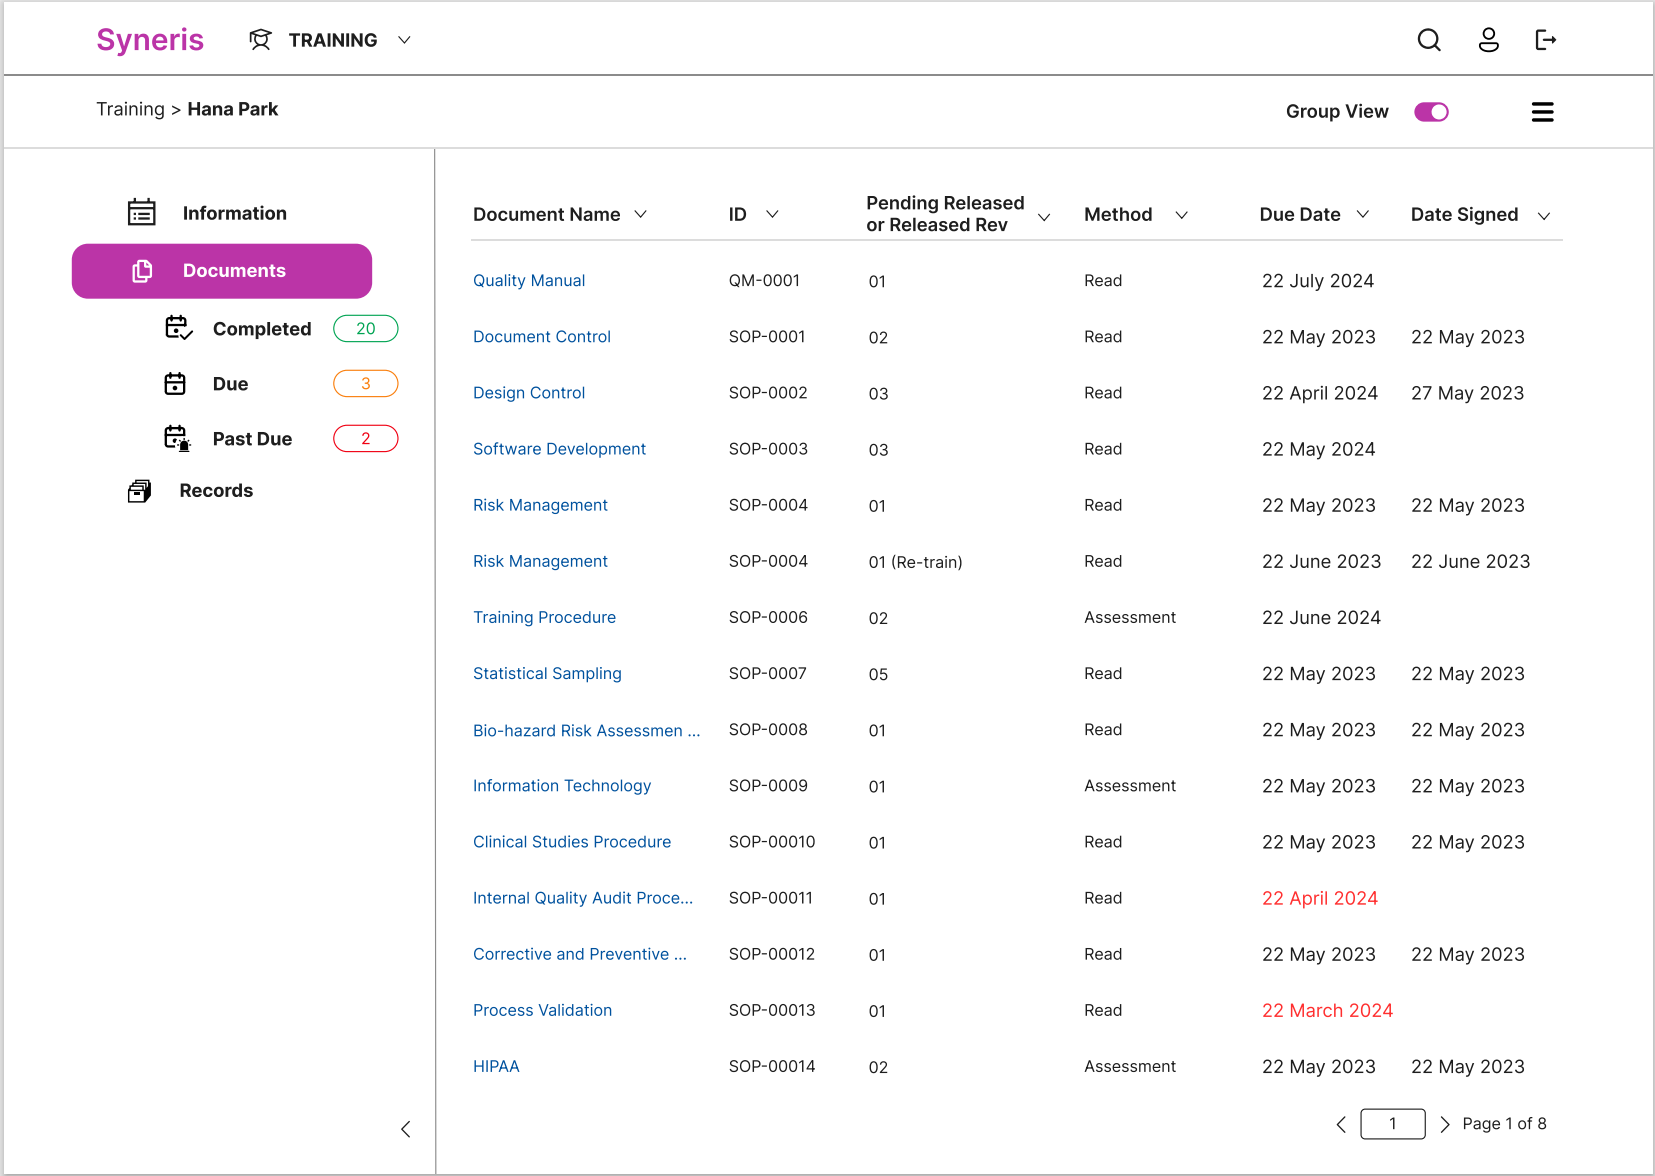 Syneris TRAINING
Training > Hana Park
Group View
Information
Documents
Completed 20
Due 3
Past Due 2
Records
Document Name ID Pending Released or Released Rev Method Due Date Date Signed
Quality Manual QM-0001 01 Read 22 July 2024
Document Control SOP-0001 02 Read 22 May 2023 22 May 2023
Design Control SOP-0002 03 Read 22 April 2024 27 May 2023
Software Development SOP-0003 03 Read 22 May 2024
Risk Management SOP-0004 01 Read 22 May 2023 22 May 2023
Risk Management SOP-0004 01 (Re-train) Read 22 June 2023 22 June 2023
Training Procedure SOP-0006 02 Assessment 22 June 2024
Statistical Sampling SOP-0007 05 Read 22 May 2023 22 May 2023
Bio-hazard Risk Assessmen ... SOP-0008 01 Read 22 May 2023 22 May 2023
Information Technology SOP-0009 01 Assessment 22 May 2023 22 May 2023
Clinical Studies Procedure SOP-00010 01 Read 22 May 2023 22 May 2023
Internal Quality Audit Proce... SOP-00011 01 Read 22 April 2024
Corrective and Preventive ... SOP-00012 01 Read 22 May 2023 22 May 2023
Process Validation SOP-00013 01 Read 22 March 2024
HIPAA SOP-00014 02 Assessment 22 May 2023 22 May 2023
1 Page 1 of 8